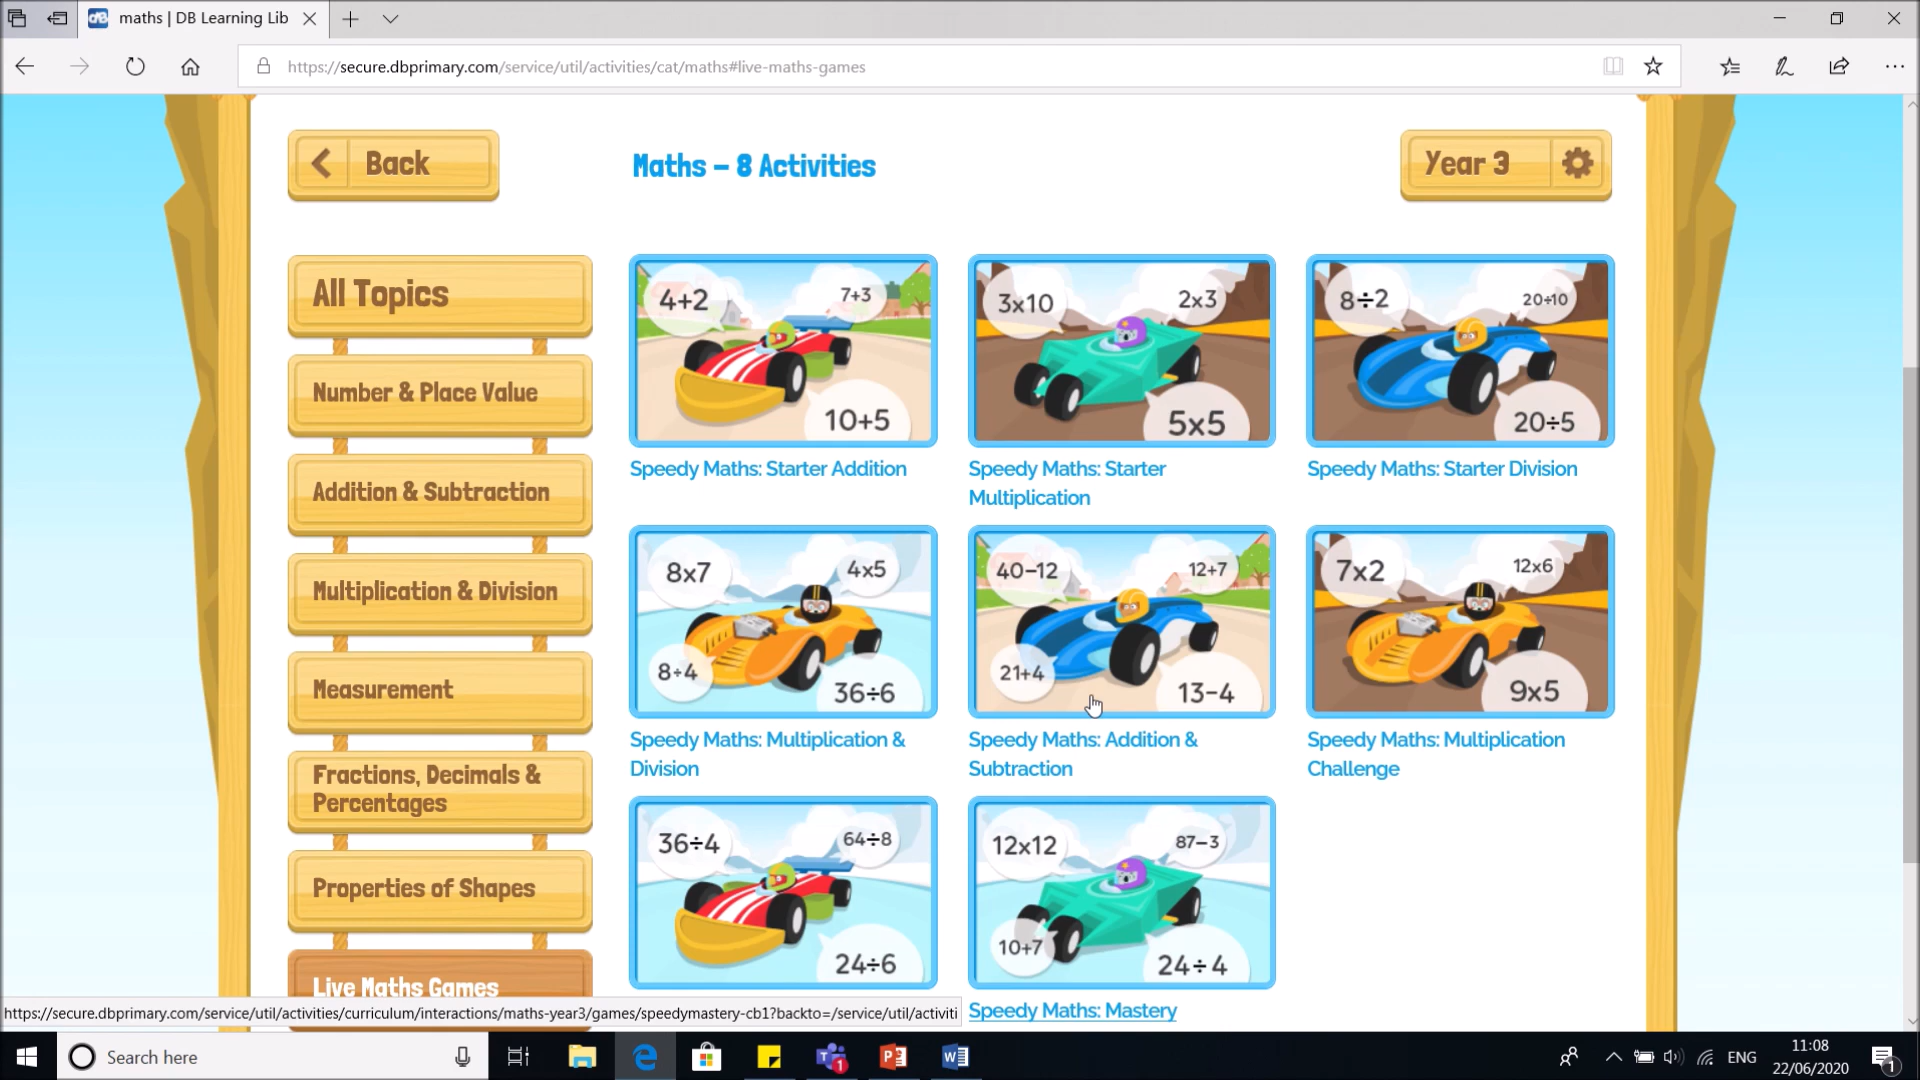 maths | DB Learning Lib
https://secure.dbprimary.com/service/util/activities/cat/maths#live-maths-games
Back
Maths – 8 Activities
Year 3
All Topics
Number & Place Value
Addition & Subtraction
Multiplication & Division
Measurement
Fractions, Decimals &
Percentages
Properties of Shapes
Live Maths Games
4+2
7+3
10+5
Speedy Maths: Starter Addition
3x10
2x3
5x5
Speedy Maths: Starter
Multiplication
8÷2
20÷10
20÷5
Speedy Maths: Starter Division
8x7
4x5
8÷4
36÷6
Speedy Maths: Multiplication &
Division
40–12
12+7
21+4
13–4
Speedy Maths: Addition &
Subtraction
7x2
12x6
9x5
Speedy Maths: Multiplication
Challenge
36÷4
64÷8
24÷6
12x12
87–3
10+7
24÷4
Speedy Maths: Mastery
https://secure.dbprimary.com/service/util/activities/curriculum/interactions/maths-year3/games/speedymastery-cb1?backto=/service/util/activiti
Search here
1
ENG
11:08
22/06/2020
1